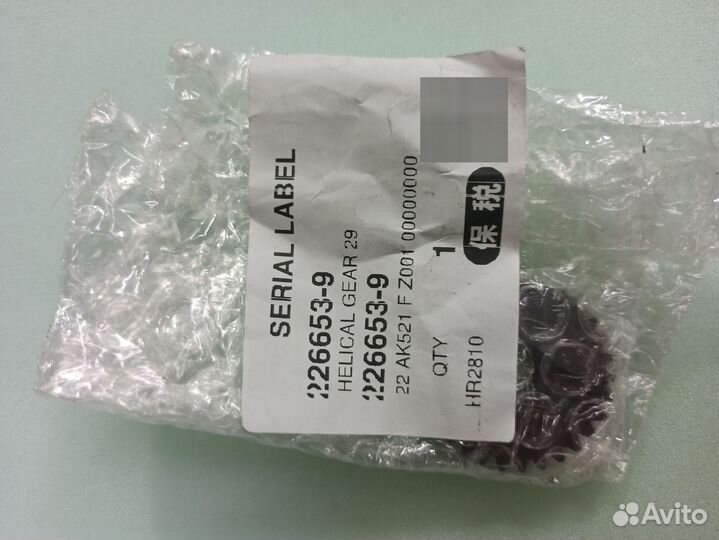 SERIAL LABEL
226653-9
HELICAL GEAR 29
226653-9
22 AK521 F Z001 00000000
QTY 1
保税
HR2810
Avito